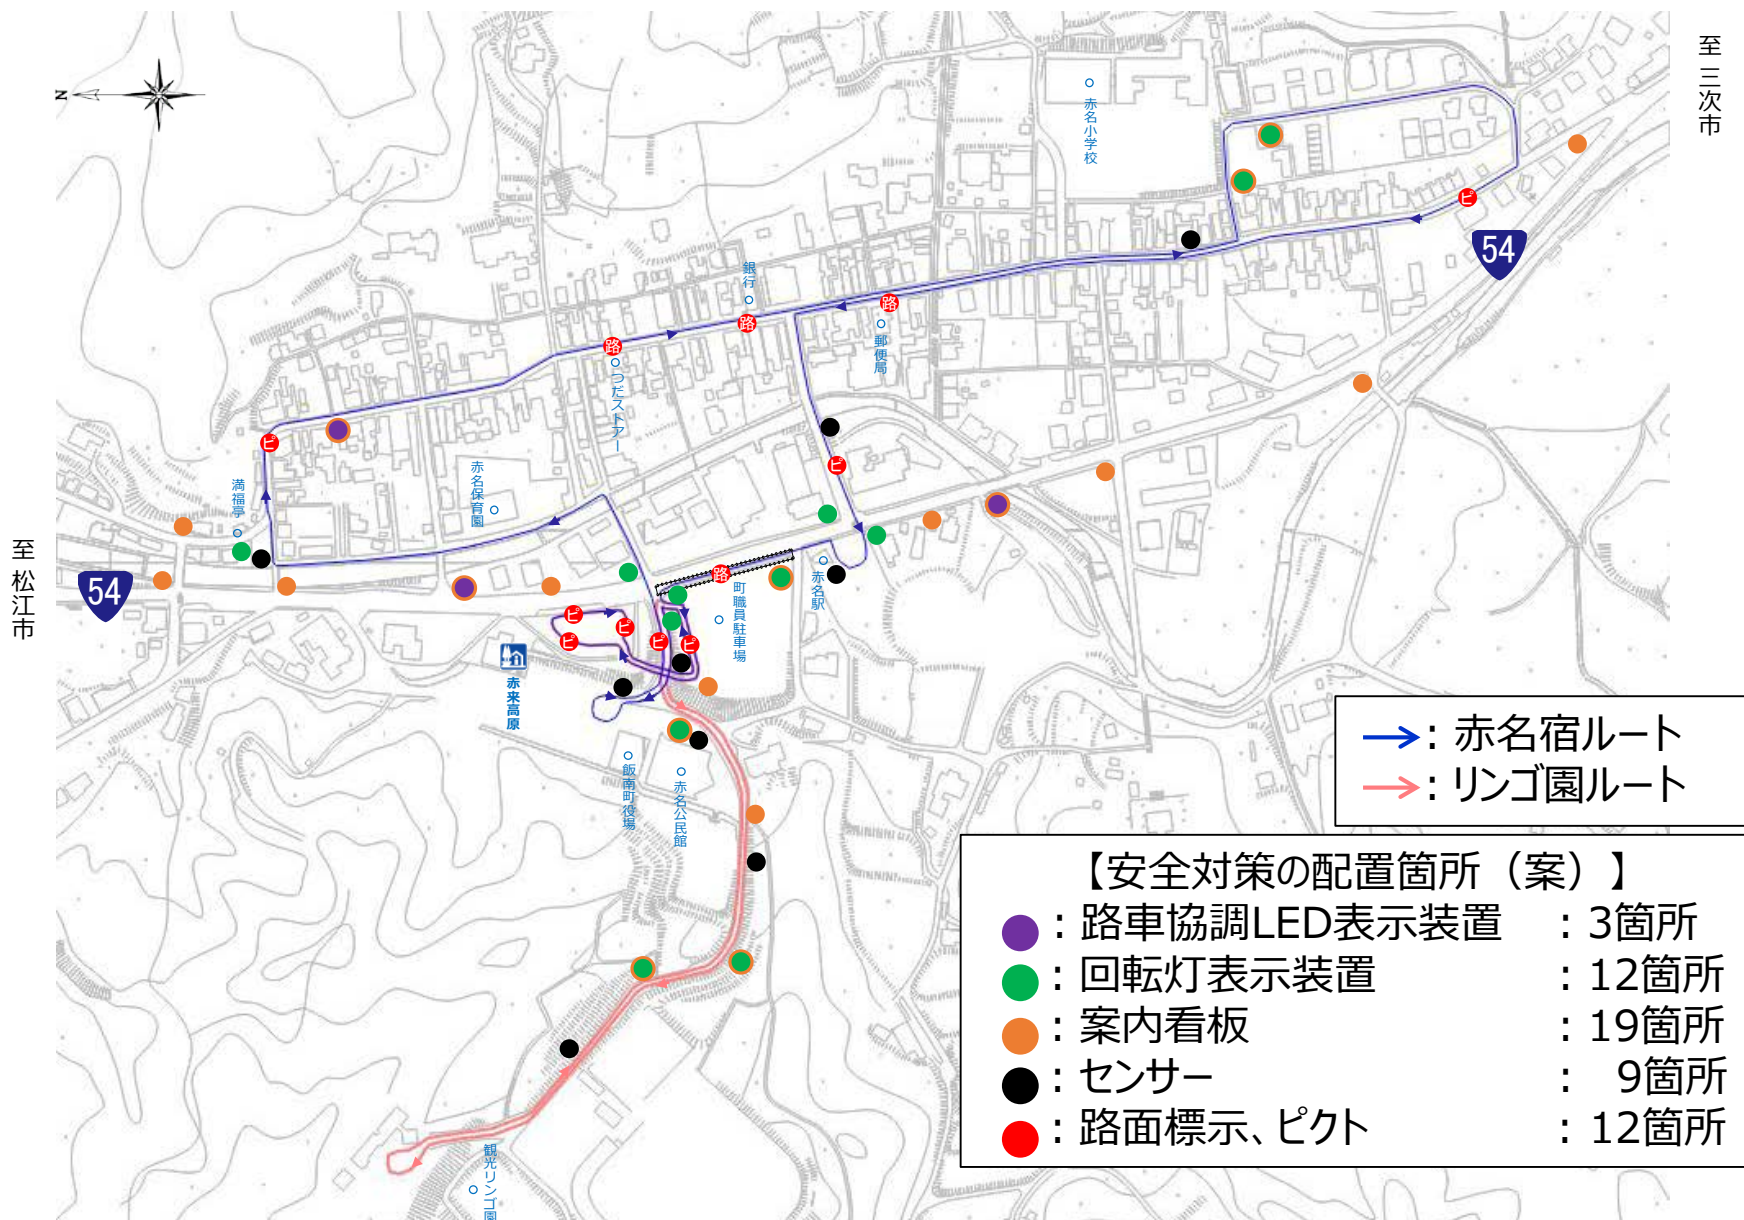 N
至 三次市
赤名小学校
ピ
54
銀行
路
路
郵便局
路
つだストアー
ピ
赤名保育園
満福亭
ピ
至 松江市
54
路
赤名駅
町職員駐車場
ピ
ピ
ピ
ピ
ピ
赤来高原
飯南町役場
赤名公民館
観光リンゴ園
：赤名宿ルート
：リンゴ園ルート
【安全対策の配置箇所（案）】
：路車協調LED表示装置 ：3箇所
：回転灯表示装置 ：12箇所
：案内看板 ：19箇所
：センサー ： 9箇所
：路面標示、ピクト ：12箇所